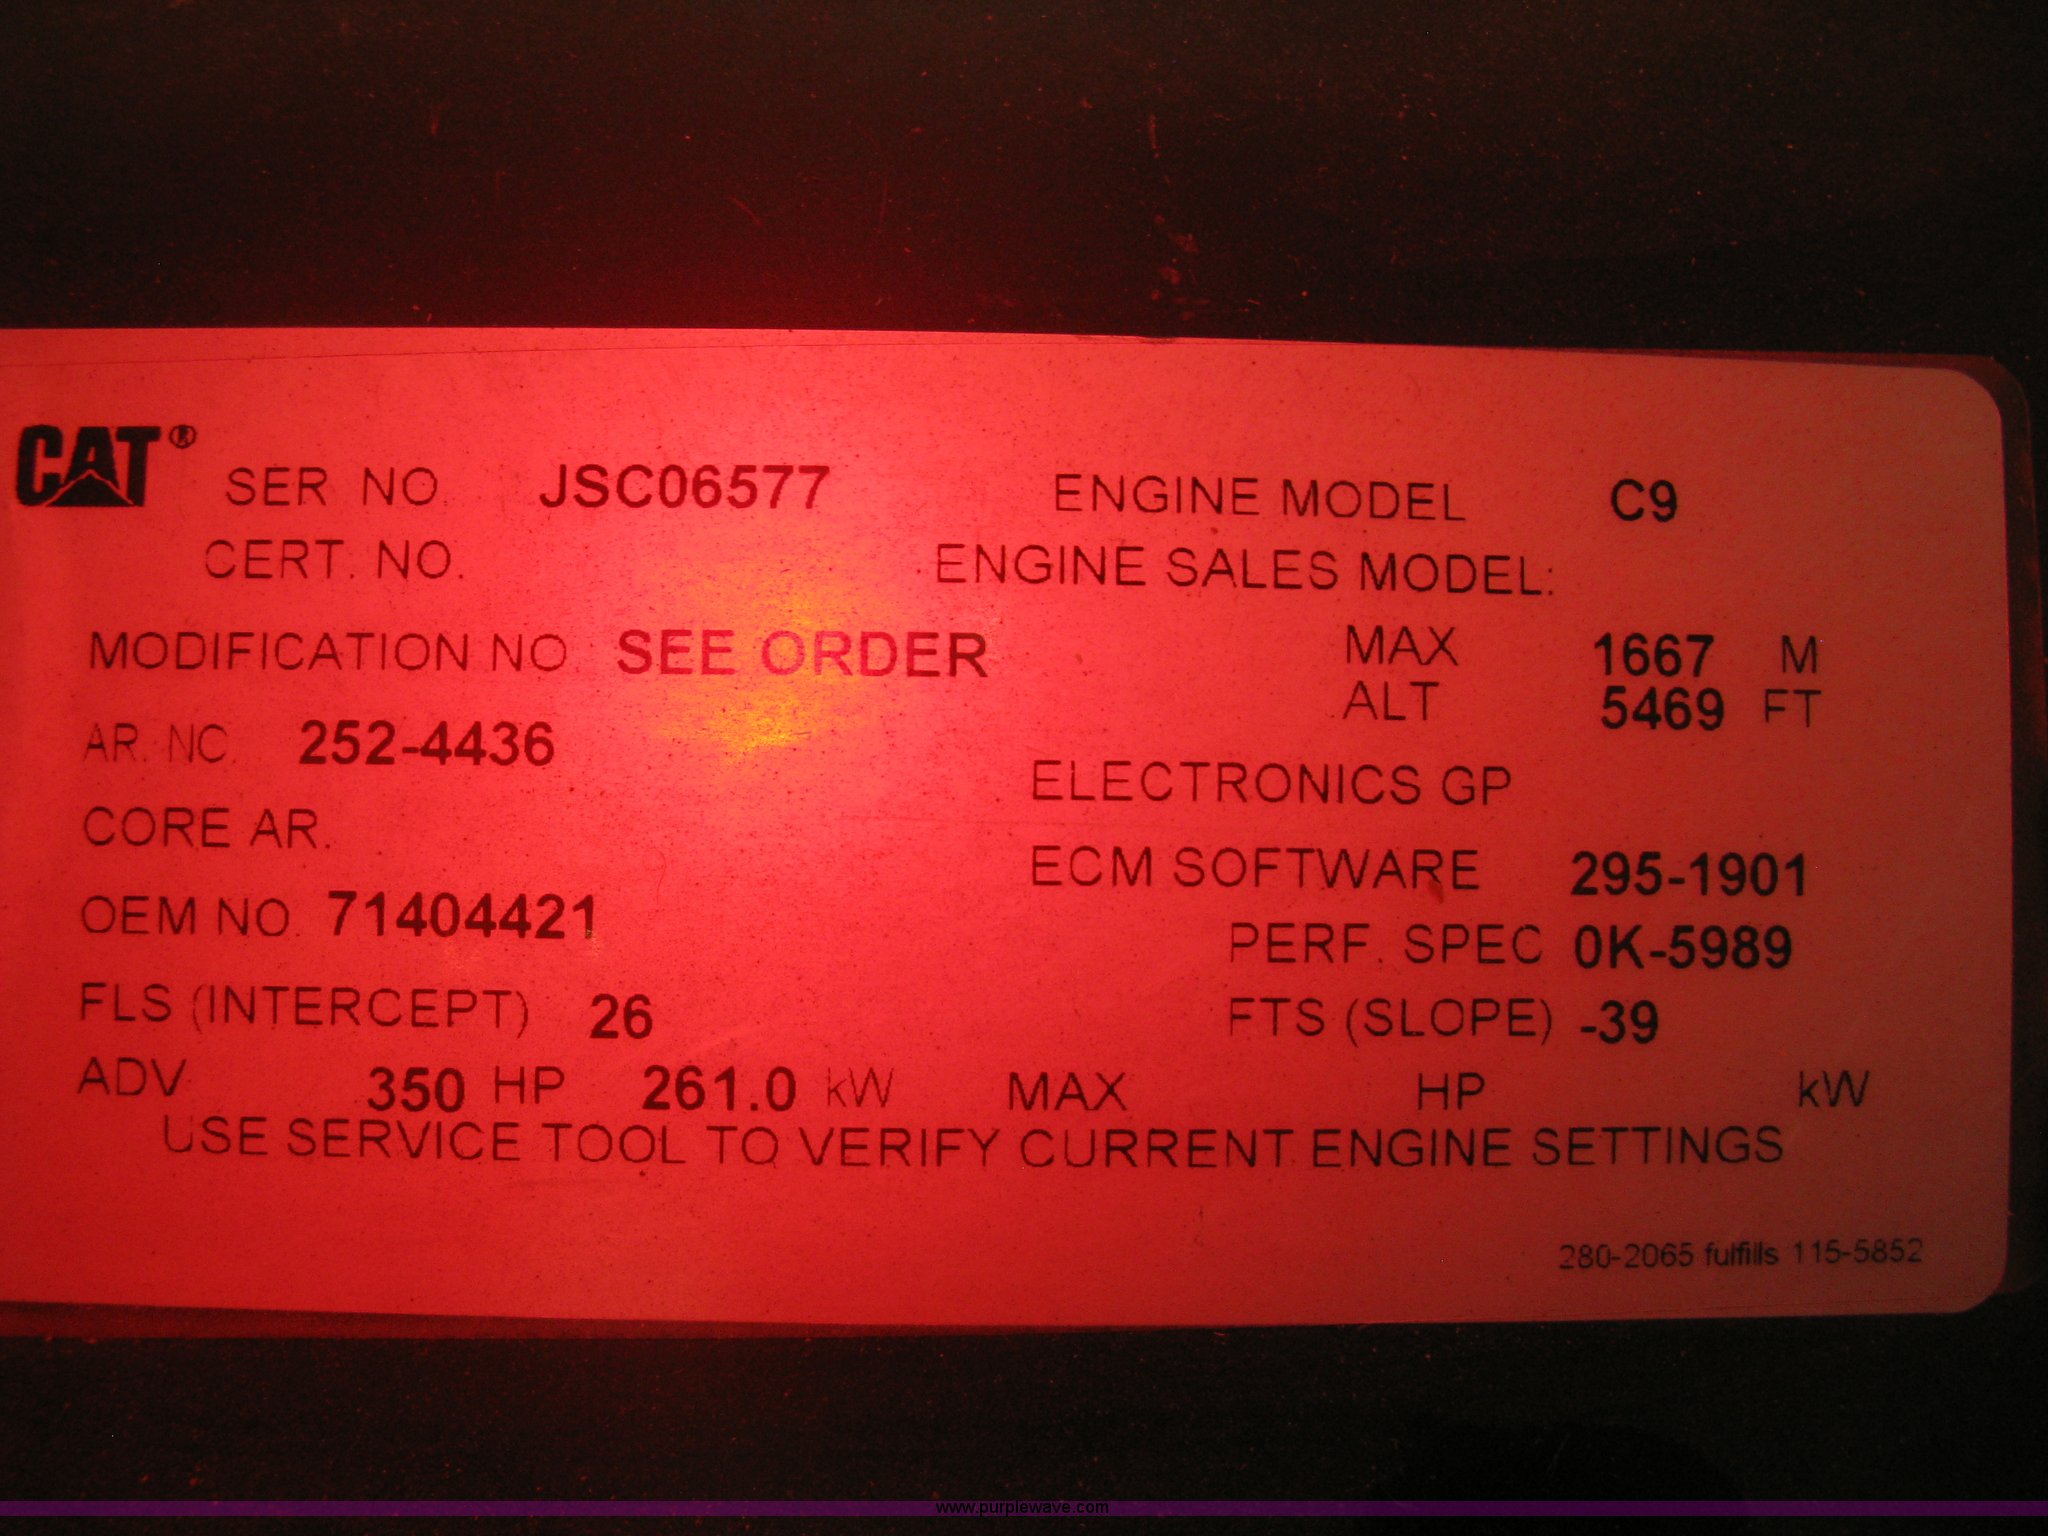 CAT® SER NO. JSC06577 ENGINE MODEL C9
CERT. NO. ENGINE SALES MODEL:
MODIFICATION NO SEE ORDER MAX 1667 M
ALT 5469 FT
AR. NO. 252-4436
ELECTRONICS GP
CORE AR.
ECM SOFTWARE 295-1901
OEM NO. 71404421
PERF. SPEC 0K-5989
FLS (INTERCEPT) 26 FTS (SLOPE) -39
ADV 350 HP 261.0 kW MAX HP kW
USE SERVICE TOOL TO VERIFY CURRENT ENGINE SETTINGS
280-2065 fulfills 115-5852
www.purplewave.com